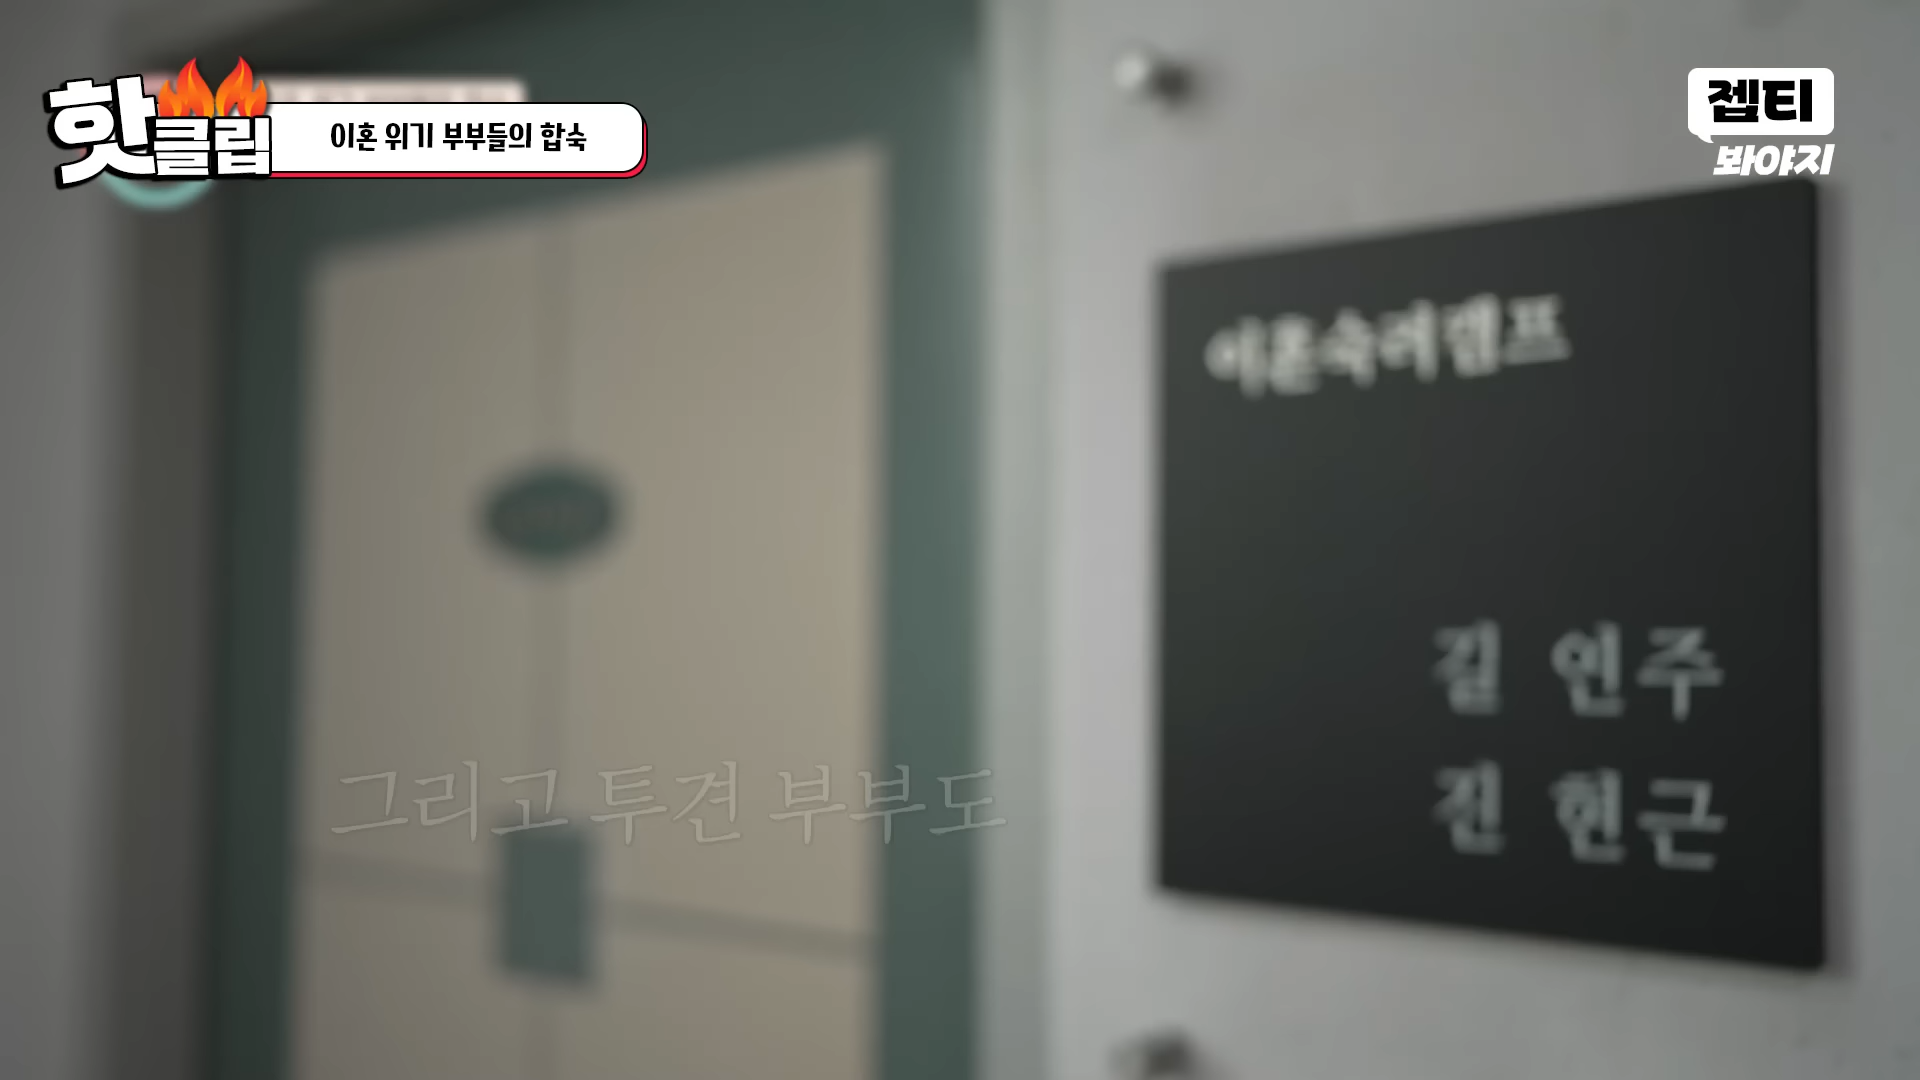 핫클립
이혼 위기 부부들의 합숙
젭티
봐야지
이혼숙려캠프
길 연주
진 현근
그리고 투견 부부도